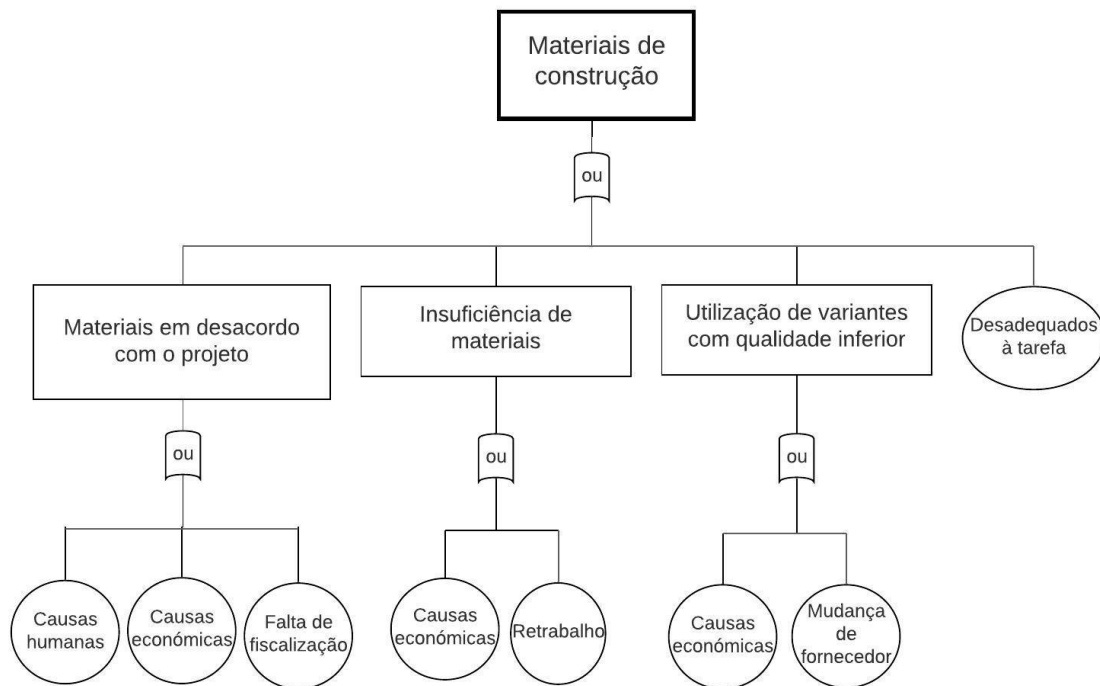 Materiais de
construção
ou
Materiais em desacordo
com o projeto
Insuficiência de
materiais
Utilização de variantes
com qualidade inferior
Desadequados
à tarefa
ou
ou
ou
Causas
humanas
Causas
económicas
Falta de
fiscalização
Causas
económicas
Retrabalho
Causas
económicas
Mudança
de
fornecedor